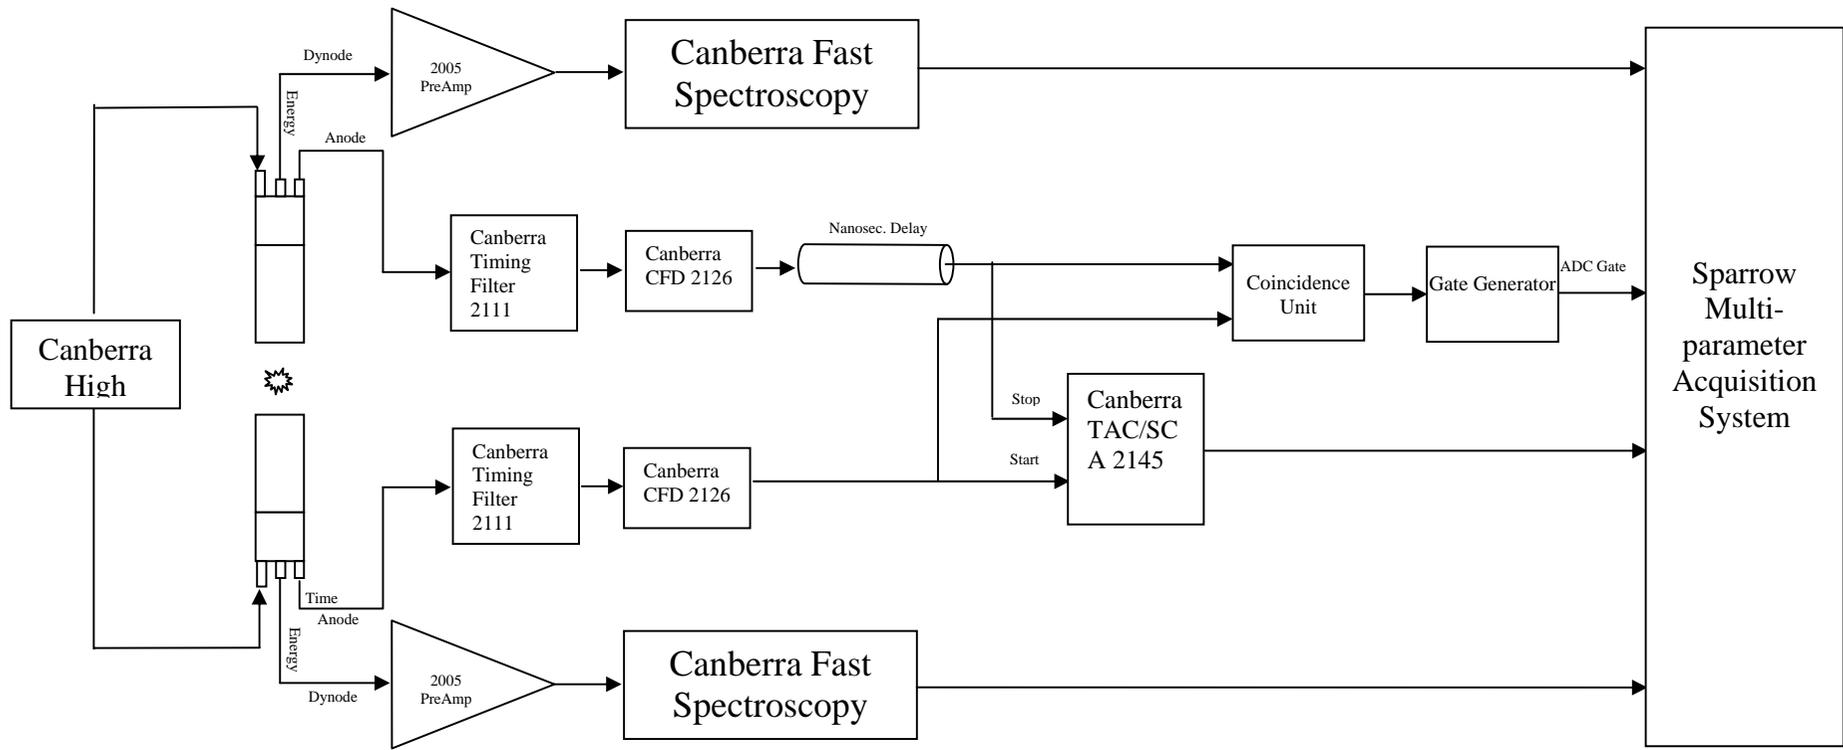 Dynode
2005
PreAmp
Canberra Fast
Spectroscopy
Energy
Anode
Canberra
Timing
Filter
2111
Canberra
CFD 2126
Nanosec. Delay
Coincidence
Unit
Gate Generator
ADC Gate
Sparrow
Multi-
parameter
Acquisition
System
Canberra
High
Stop
Start
Canberra
TAC/SC
A 2145
Canberra
Timing
Filter
2111
Canberra
CFD 2126
Time
Anode
Energy
Dynode
2005
PreAmp
Canberra Fast
Spectroscopy